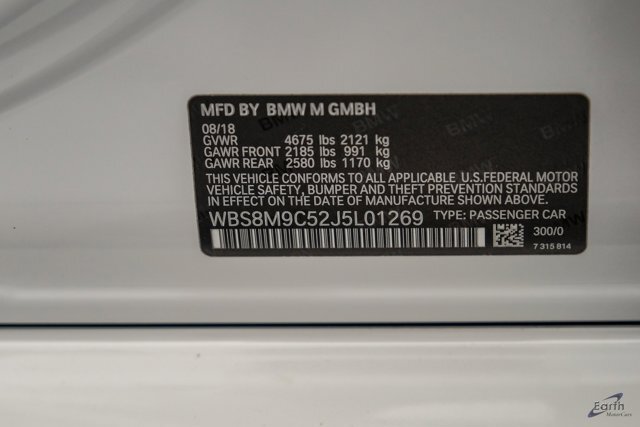 MFD BY BMW M GMBH
08/18
GVWR 4675 lbs 2121 kg
GAWR FRONT 2185 lbs 991 kg
GAWR REAR 2580 lbs 1170 kg
THIS VEHICLE CONFORMS TO ALL APPLICABLE U.S.FEDERAL MOTOR
VEHICLE SAFETY, BUMPER AND THEFT PREVENTION STANDARDS
IN EFFECT ON THE DATE OF MANUFACTURE SHOWN ABOVE.
WBS8M9C52J5L01269 TYPE: PASSENGER CAR
300/0
7 315 814
Earth
MotorCars